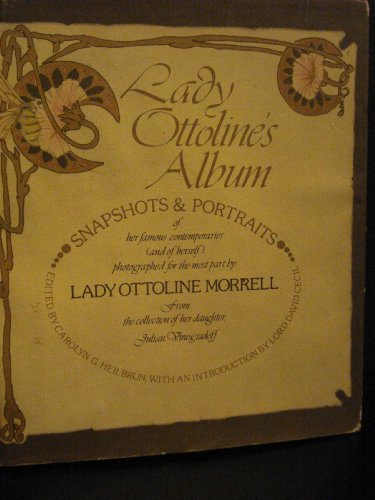 Lady
Ottoline's
Album
SNAPSHOTS & PORTRAITS
of
her famous contemporaries
(and of herself)
photographed for the most part by
LADY OTTOLINE MORRELL
From
the collection of her daughter,
Julian Vinogradoff
EDITED BY CAROLYN G. HEILBRUN, WITH AN INTRODUCTION BY LORD DAVID CECIL